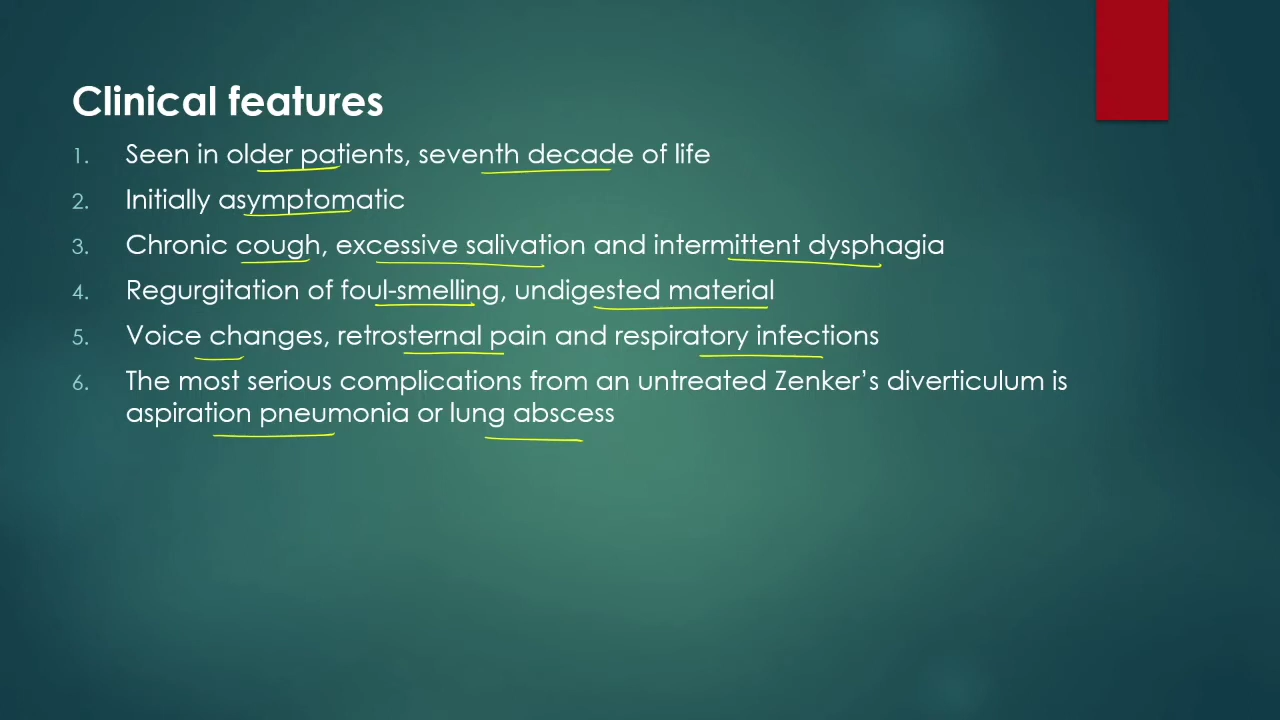 Clinical features
1. Seen in older patients, seventh decade of life
2. Initially asymptomatic
3. Chronic cough, excessive salivation and intermittent dysphagia
4. Regurgitation of foul-smelling, undigested material
5. Voice changes, retrosternal pain and respiratory infections
6. The most serious complications from an untreated Zenker’s diverticulum is
aspiration pneumonia or lung abscess